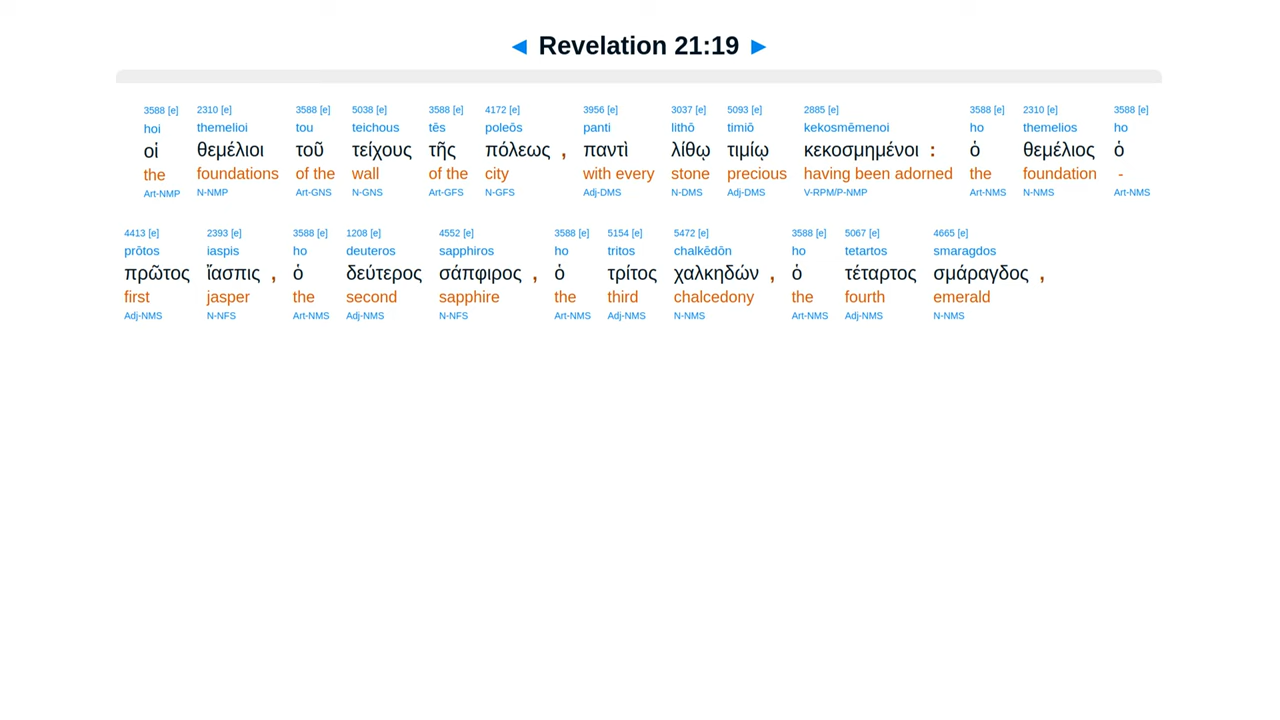 ◄ Revelation 21:19 ►
3588 [e] 2310 [e] 3588 [e] 5038 [e] 3588 [e] 4172 [e] 3956 [e] 3037 [e] 5093 [e] 2885 [e] 3588 [e] 2310 [e] 3588 [e]
hoi themelioi tou teichous tēs poleōs panti lithō timiō kekosmēmenoi ho themelios ho
οἱ θεμέλιοι τοῦ τείχους τῆς πόλεως , παντὶ λίθῳ τιμίῳ κεκοσμημένοι : ὁ θεμέλιος ὁ
the foundations of the wall of the city with every stone precious having been adorned the foundation -
Art-NMP N-NMP Art-GNS N-GNS Art-GFS N-GFS Adj-DMS N-DMS Adj-DMS V-RPM/P-NMP Art-NMS N-NMS Art-NMS
4413 [e] 2393 [e] 3588 [e] 1208 [e] 4552 [e] 3588 [e] 5154 [e] 5472 [e] 3588 [e] 5067 [e] 4665 [e]
prōtos iaspis ho deuteros sapphiros ho tritos chalkēdōn ho tetartos smaragdos
πρῶτος ἴασπις , ὁ δεύτερος σάπφιρος , ὁ τρίτος χαλκηδών , ὁ τέταρτος σμάραγδος ,
first jasper the second sapphire the third chalcedony the fourth emerald
Adj-NMS N-NFS Art-NMS Adj-NMS N-NFS Art-NMS Adj-NMS N-NMS Art-NMS Adj-NMS N-NMS